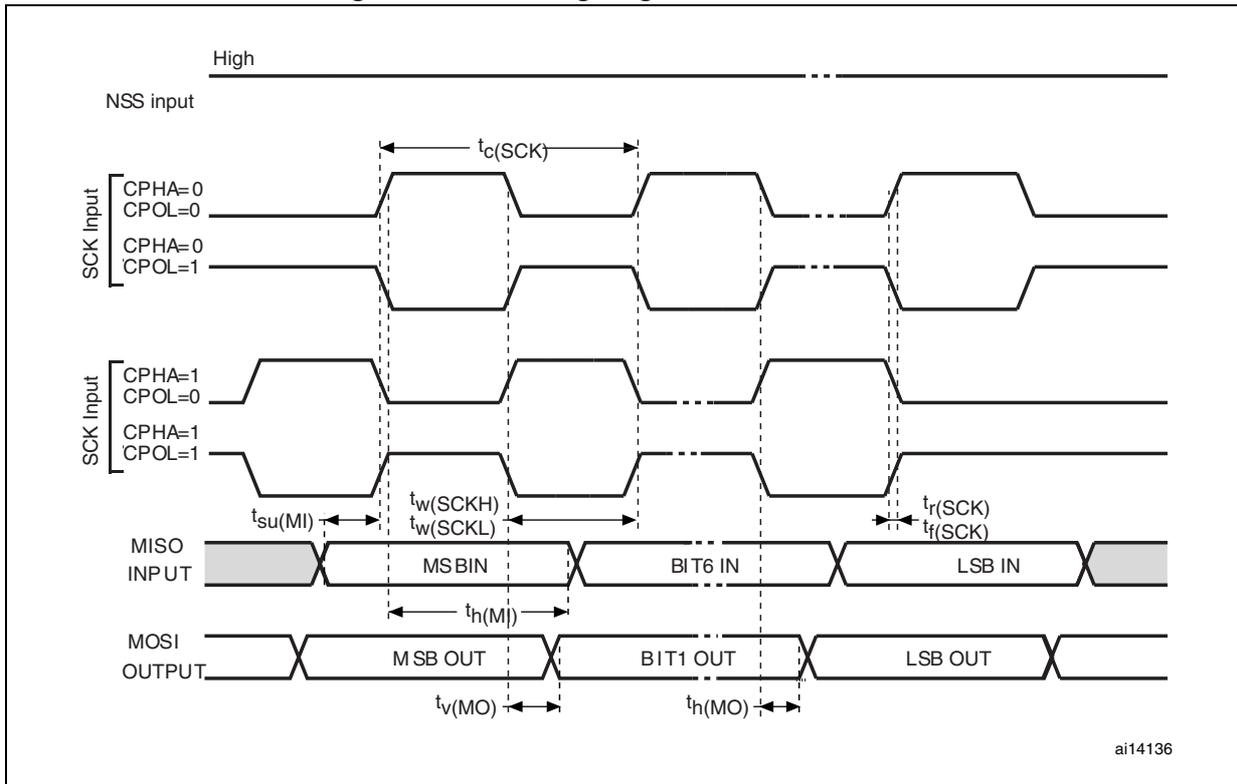 High
NSS input
tc(SCK)
SCK Input
CPHA=0
CPOL=0
CPHA=0
CPOL=1
SCK Input
CPHA=1
CPOL=0
CPHA=1
CPOL=1
tsu(MI)
tw(SCKH)
tw(SCKL)
tr(SCK)
tf(SCK)
MISO
INPUT
MSBIN
BIT6 IN
LSB IN
th(MI)
MOSI
OUTPUT
MSB OUT
BIT1 OUT
LSB OUT
tv(MO)
th(MO)
ai14136